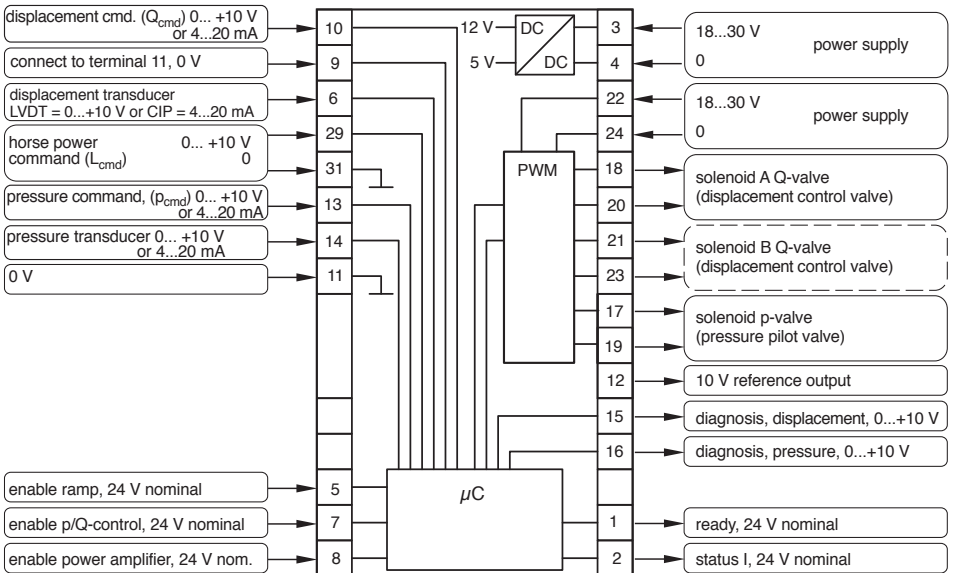 displacement cmd. (Qcmd) 0... +10 V
or 4...20 mA
connect to terminal 11, 0 V
displacement transducer
LVDT = 0...+10 V or CIP = 4...20 mA
horse power 0... +10 V
command (Lcmd) 0
pressure command, (pcmd) 0... +10 V
or 4...20 mA
pressure transducer 0... +10 V
or 4...20 mA
0 V
enable ramp, 24 V nominal
enable p/Q-control, 24 V nominal
enable power amplifier, 24 V nom.
10
9
6
29
31
13
14
11
5
7
8
12 V
5 V
DC
DC
PWM
µC
3
4
22
24
18
20
21
23
17
19
12
15
16
1
2
18...30 V
power supply
0
18...30 V
power supply
0
solenoid A Q-valve
(displacement control valve)
solenoid B Q-valve
(displacement control valve)
solenoid p-valve
(pressure pilot valve)
10 V reference output
diagnosis, displacement, 0...+10 V
diagnosis, pressure, 0...+10 V
ready, 24 V nominal
status I, 24 V nominal